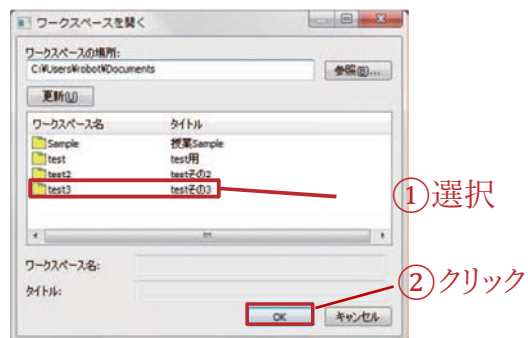 ワークスペースを開く
ワークスペースの場所:
C:¥Users¥robot¥Documents
参照(B)...
更新(U)
ワークスペース名 タイトル
Sample 授業Sample
test test用
test2 testその2
test3 testその3
①選択
ワークスペース名:
②クリック
タイトル:
OK キャンセル